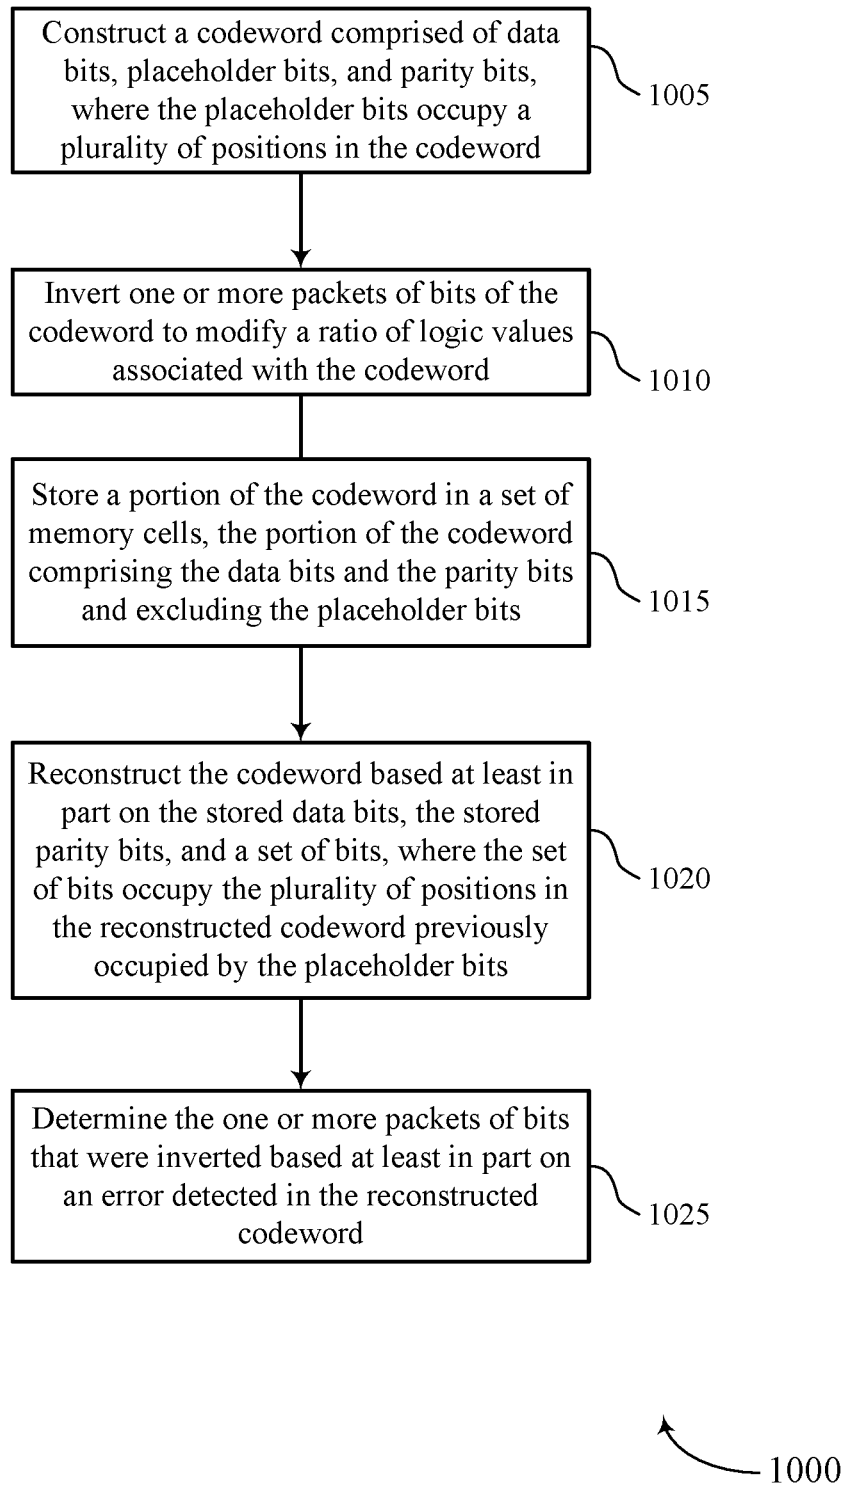 Construct a codeword comprised of data
bits, placeholder bits, and parity bits,
where the placeholder bits occupy a
plurality of positions in the codeword
1005
Invert one or more packets of bits of the
codeword to modify a ratio of logic values
associated with the codeword
1010
Store a portion of the codeword in a set of
memory cells, the portion of the codeword
comprising the data bits and the parity bits
and excluding the placeholder bits
1015
Reconstruct the codeword based at least in
part on the stored data bits, the stored
parity bits, and a set of bits, where the set
of bits occupy the plurality of positions in
the reconstructed codeword previously
occupied by the placeholder bits
1020
Determine the one or more packets of bits
that were inverted based at least in part on
an error detected in the reconstructed
codeword
1025
1000